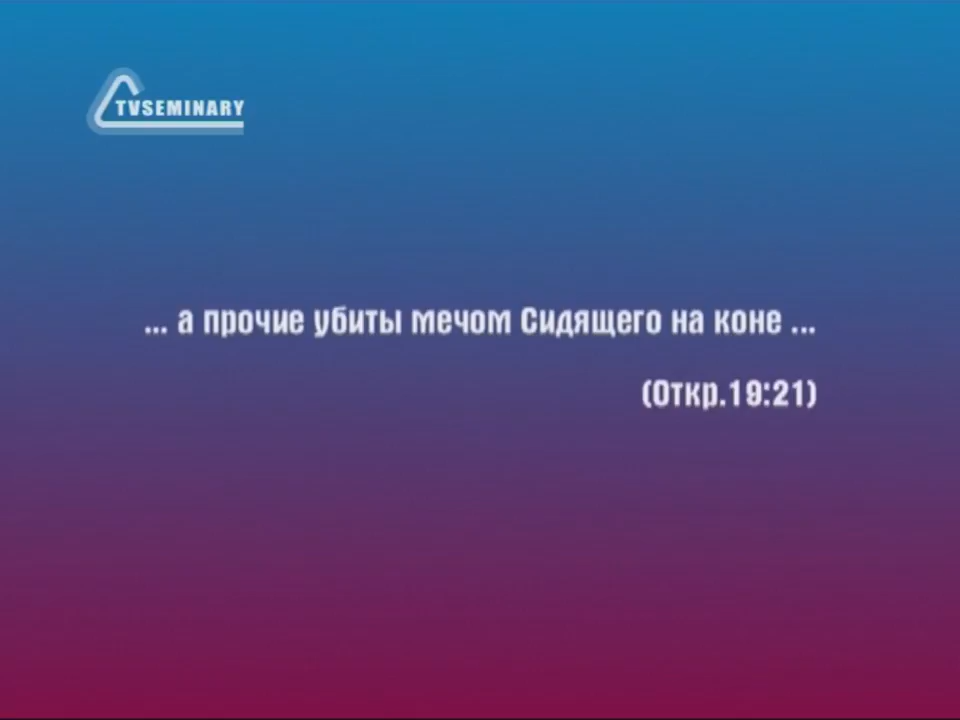 TVSEMINARY
... а прочие убиты мечом Сидящего на коне ...
(Откр.19:21)